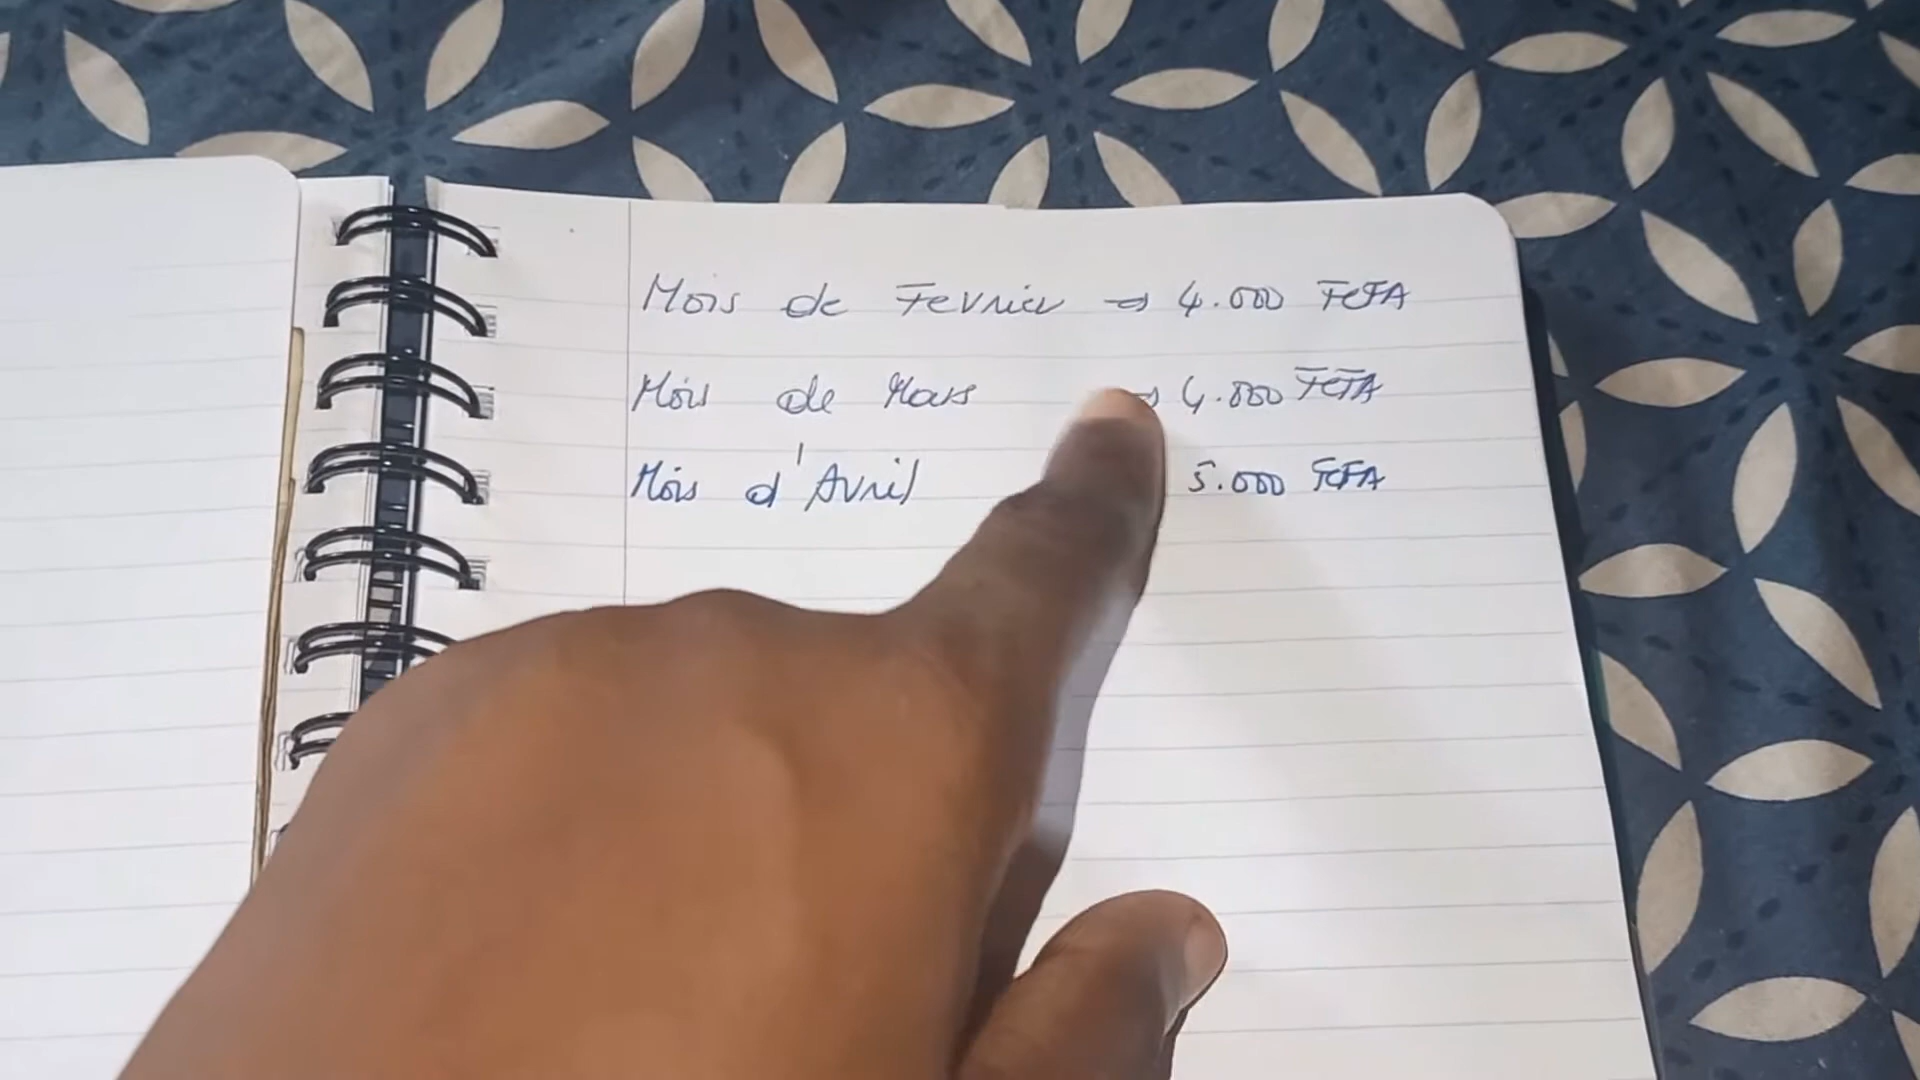 Mois de Fevrier => 4.000 FCFA
Mois de Mars => 4.000 FCFA
Mois d'Avril 5.000 FCFA